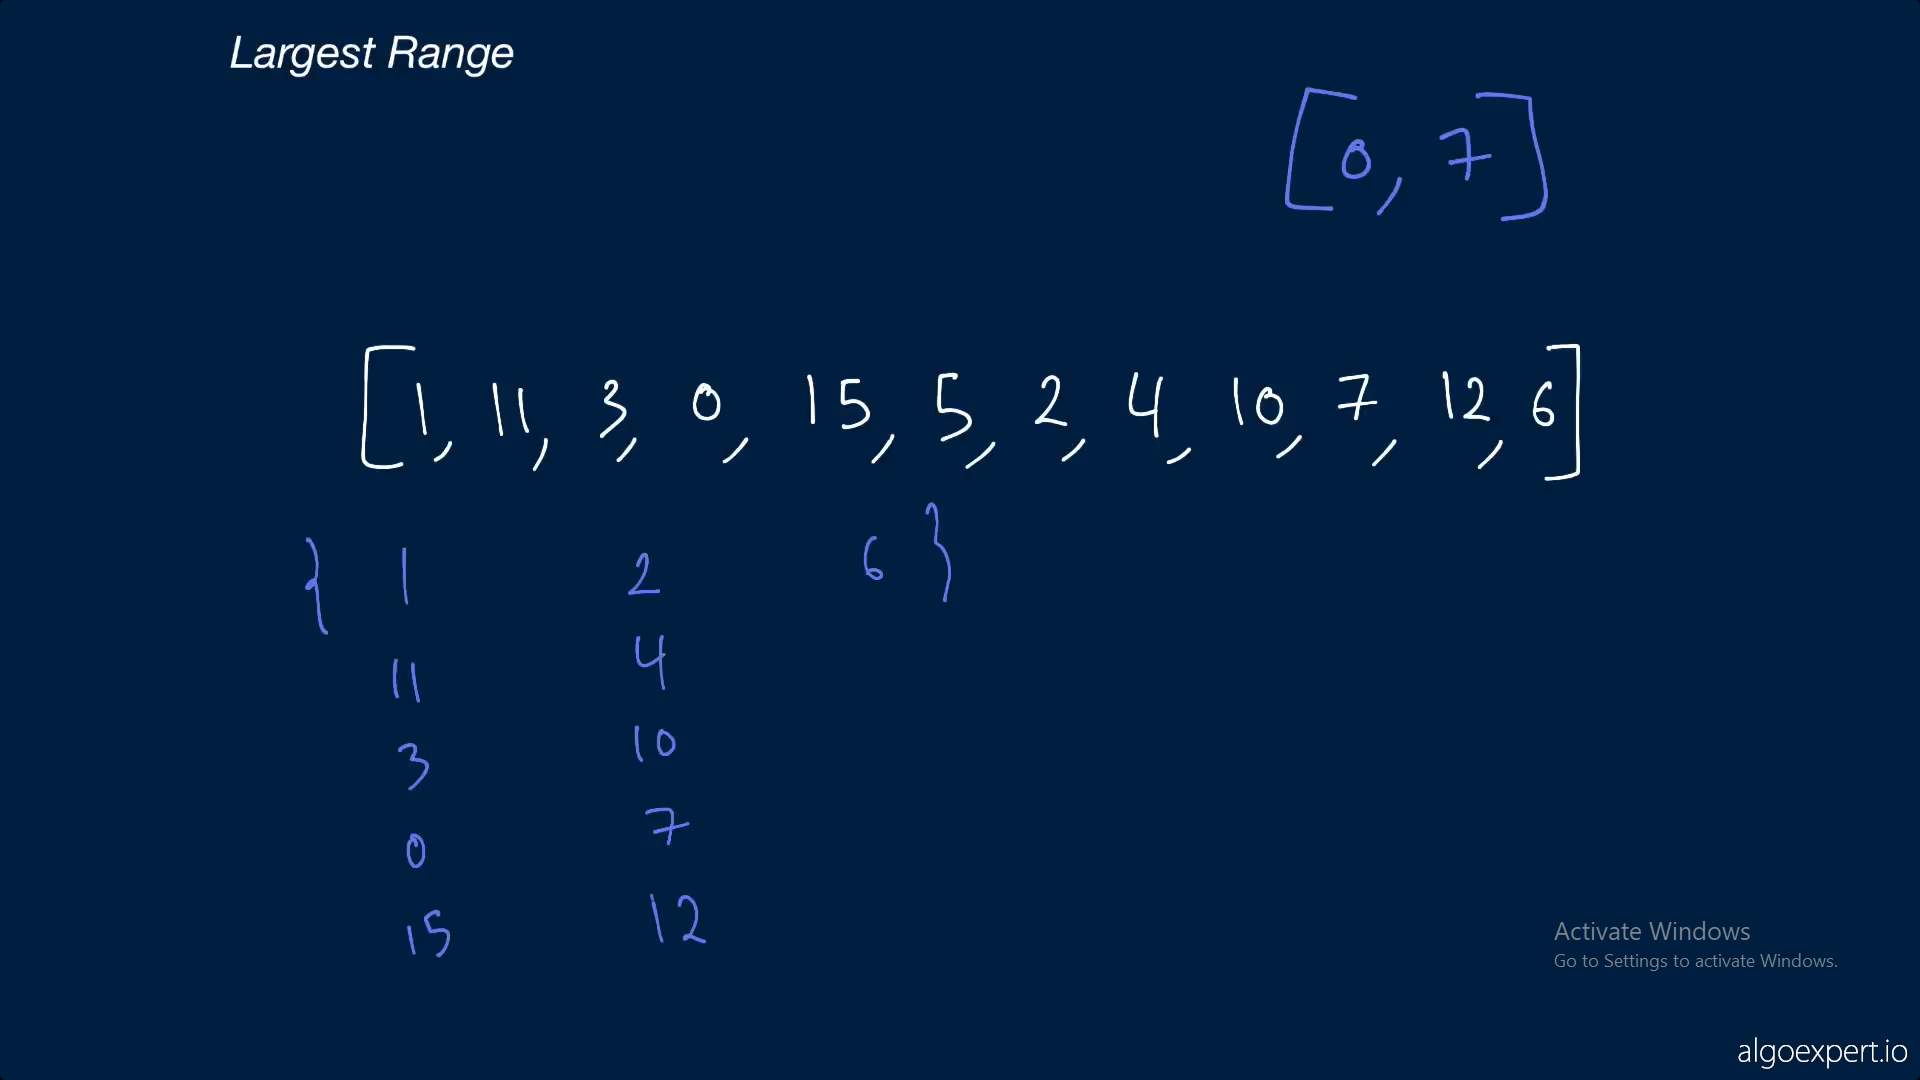 Largest Range
[0, 7]
[1, 11, 3, 0, 15, 5, 2, 4, 10, 7, 12, 6]
{ 1 2 6 }
11 4
3 10
0 7
15 12
Activate Windows
Go to Settings to activate Windows.
algoexpert.io